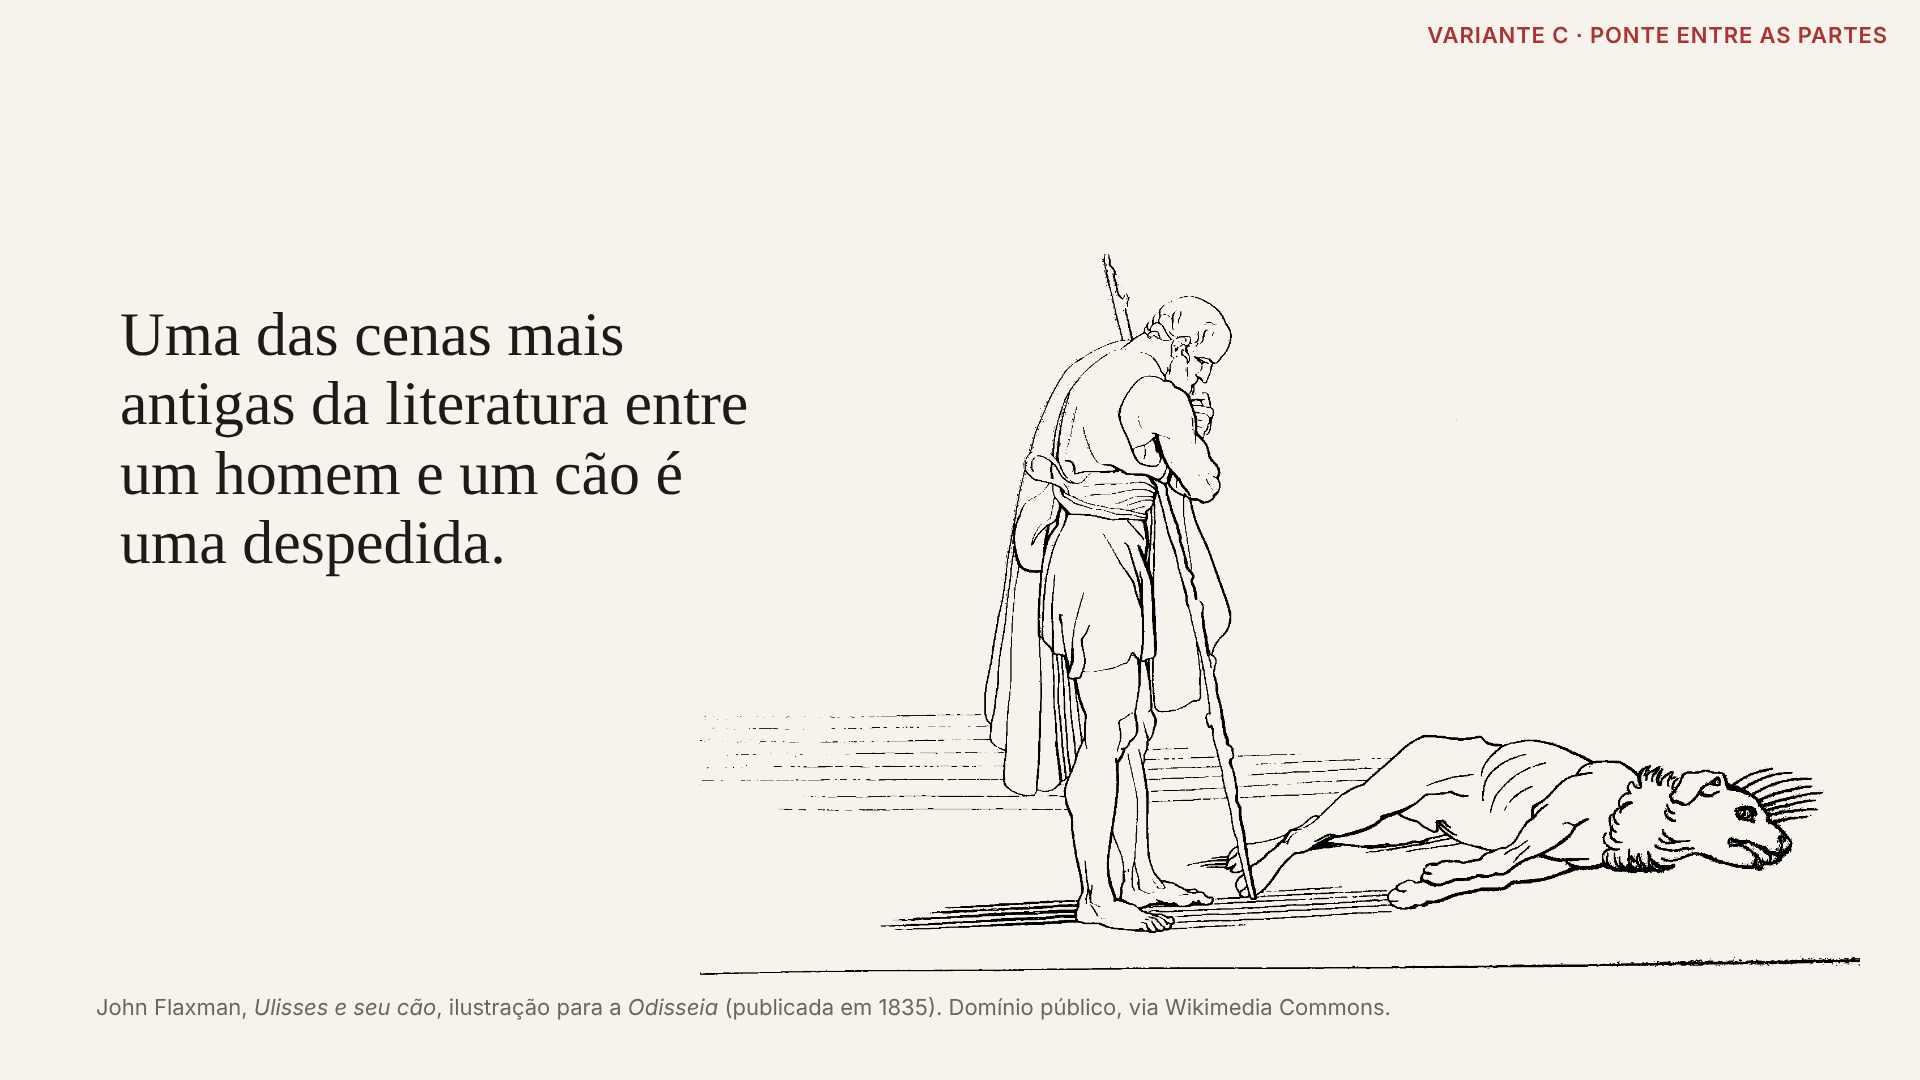 VARIANTE C · PONTE ENTRE AS PARTES
Uma das cenas mais
antigas da literatura entre
um homem e um cão é
uma despedida.
John Flaxman, Ulisses e seu cão, ilustração para a Odisseia (publicada em 1835). Domínio público, via Wikimedia Commons.